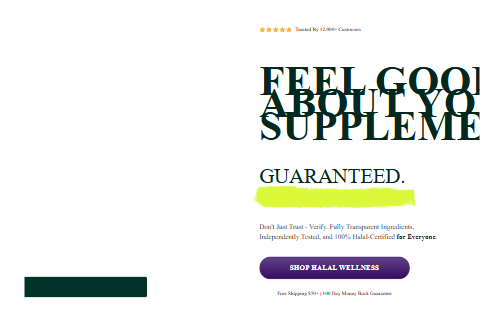 Trusted By 12,000+ Customers
FEEL GOO
ABOUT YO
SUPPLEME
GUARANTEED.
Don't Just Trust - Verify. Fully Transparent Ingredients,
Independently Tested, and 100% Halal-Certified for Everyone.
SHOP HALAL WELLNESS
Free Shipping $50+ | 100 Day Money Back Guarantee